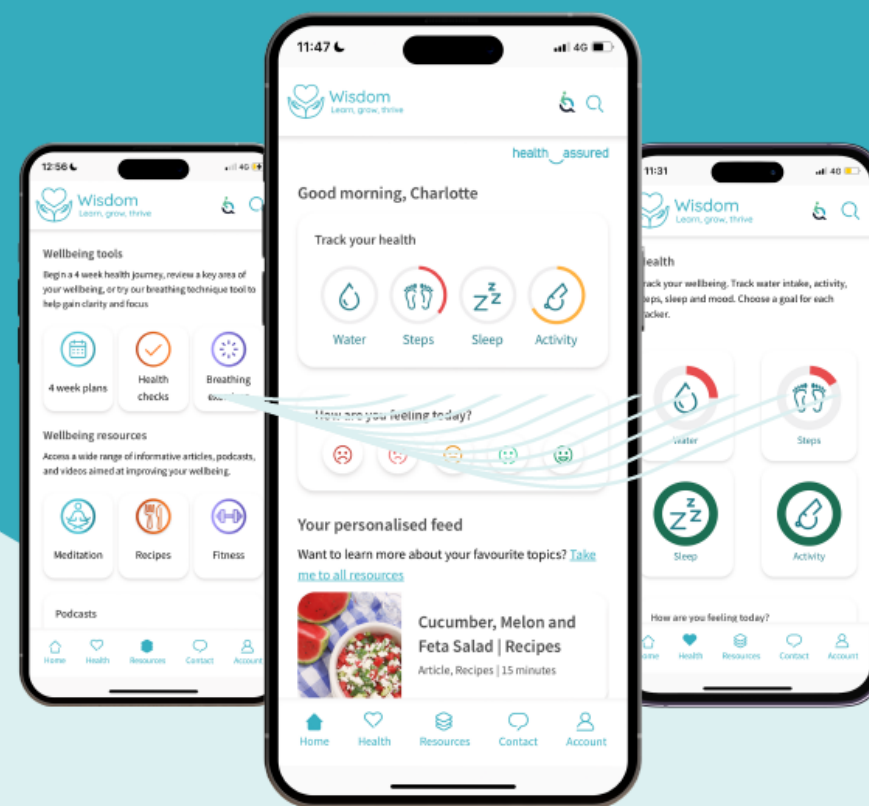 12:56
4G
Wisdom
Learn, grow, thrive
Wellbeing tools
Begin a 4 week health journey, review a key area of
your wellbeing, or try our breathing technique tool to
help gain clarity and focus
4 week plans
Health
checks
Breathing
Wellbeing resources
Access a wide range of informative articles, podcasts,
and videos aimed at improving your wellbeing.
Meditation
Recipes
Fitness
Podcasts
Home
Health
Resources
Contact
Account
11:47
4G
Wisdom
Learn, grow, thrive
health assured
Good morning, Charlotte
Track your health
Water
Steps
Sleep
Activity
How are you feeling today?
Your personalised feed
Want to learn more about your favourite topics? Take
me to all resources
Cucumber, Melon and
Feta Salad | Recipes
Article, Recipes | 15 minutes
Home
Health
Resources
Contact
Account
11:31
4G
Wisdom
Learn, grow, thrive
ealth
rack your wellbeing. Track water intake, activity,
eps, sleep and mood. Choose a goal for each
acker.
Water
Steps
Sleep
Activity
How are you feeling today?
ome
Health
Resources
Contact
Account